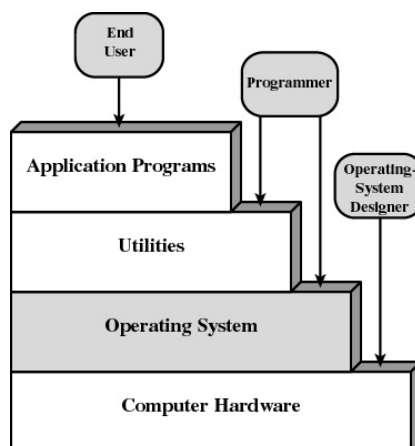 End
User
Programmer
Operating-
System
Designer
Application Programs
Utilities
Operating System
Computer Hardware